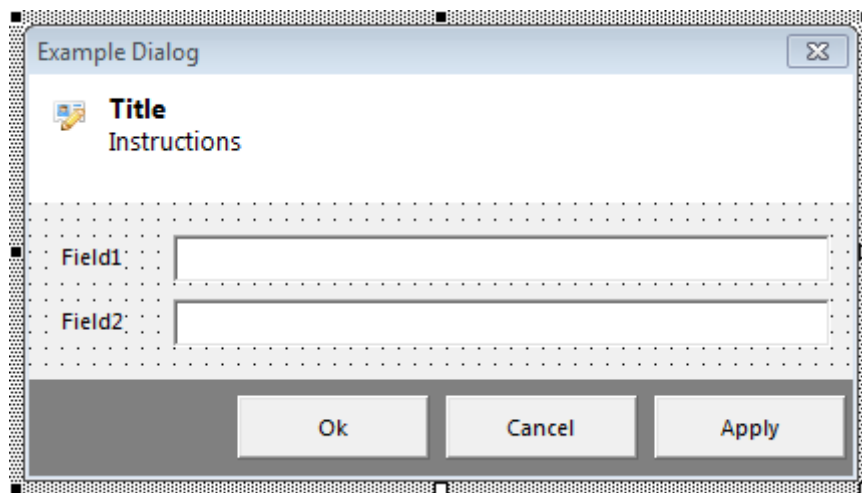 Example Dialog
Title
Instructions
Field1
Field2
Ok Cancel Apply